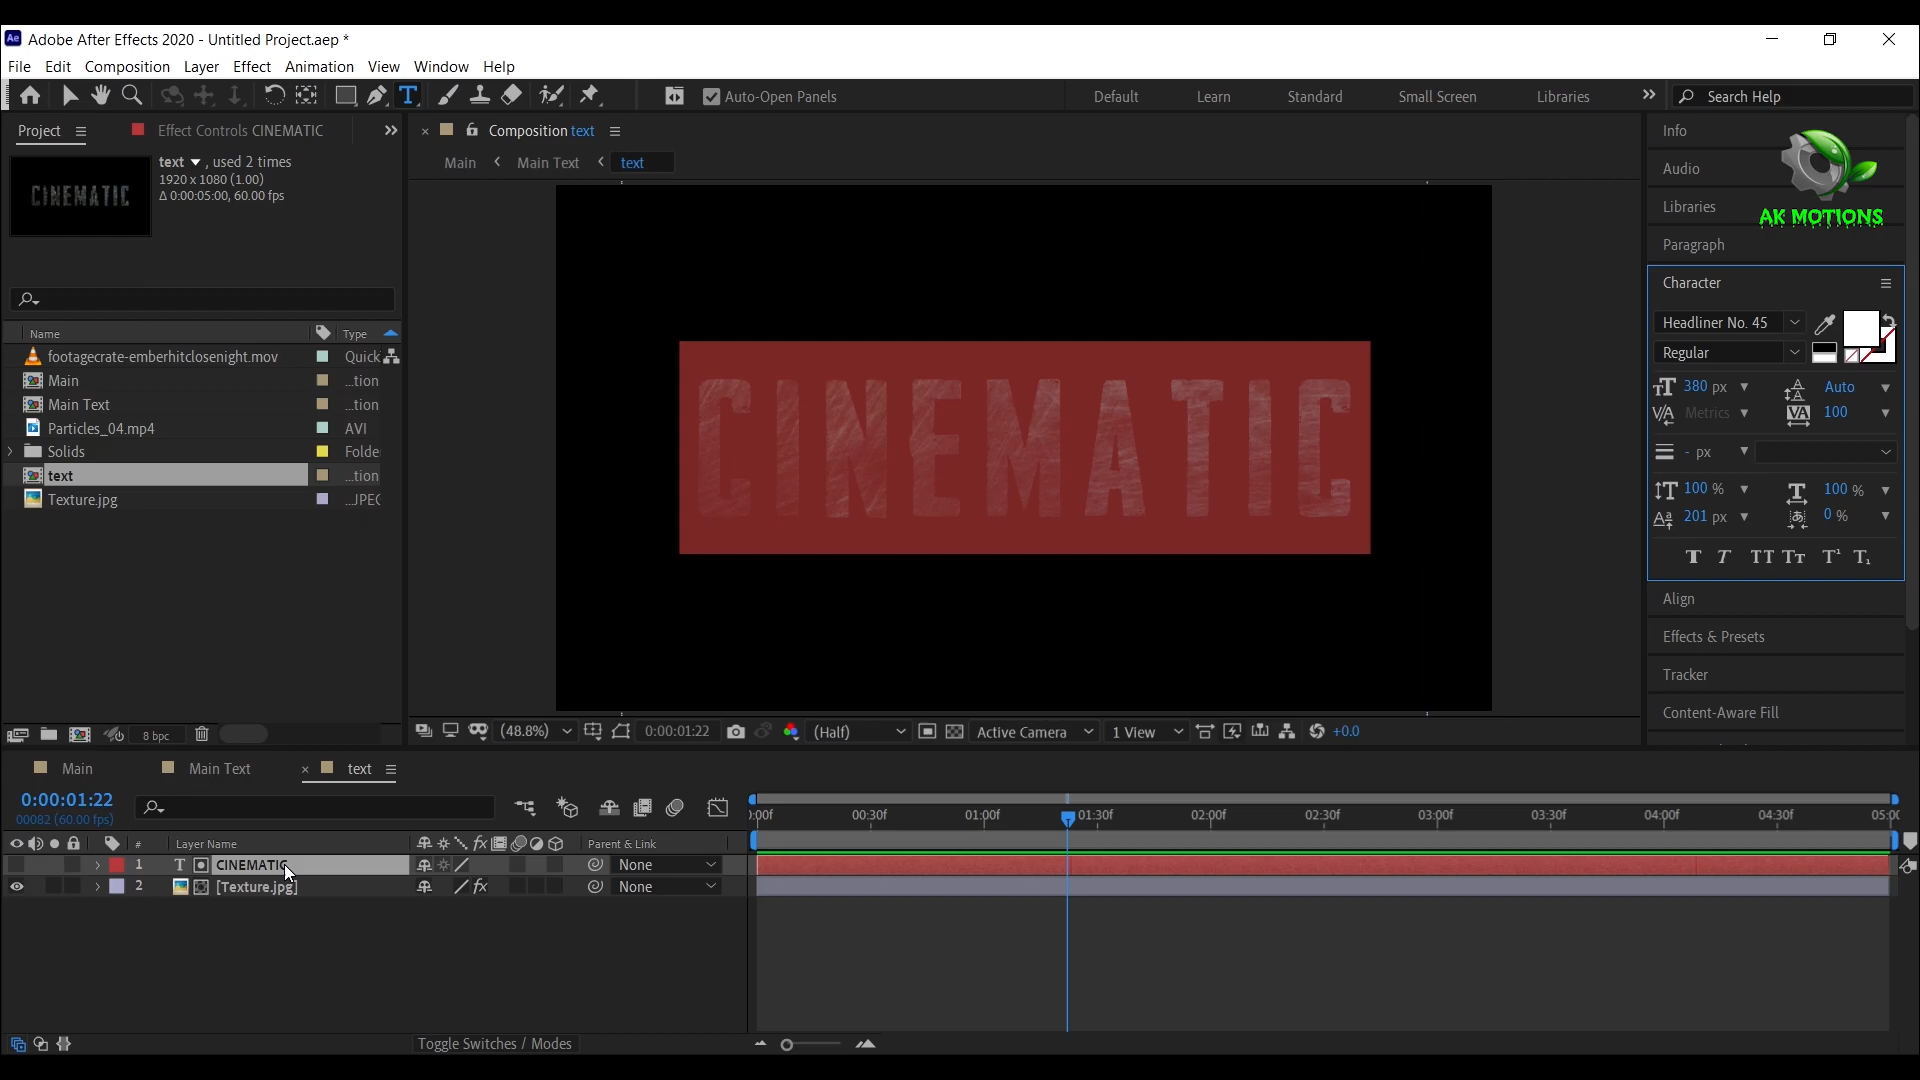 Ae Adobe After Effects 2020 - Untitled Project.aep *
File Edit Composition Layer Effect Animation View Window Help
T Auto-Open Panels Default Learn Standard Small Screen Libraries Search Help
Project Effect Controls CINEMATIC
text , used 2 times
1920 x 1080 (1.00)
Δ 0:00:05:00, 60.00 fps
CINEMATIC
Name Type
footagecrate-emberhitclosenight.mov Quick
Main ...tion
Main Text ...tion
Particles_04.mp4 AVI
Solids Folde
text ...tion
Texture.jpg ...JPEG
8 bpc
Composition text
Main Main Text text
CINEMATIC
(48.8%) 0:00:01:22 (Half) Active Camera 1 View +0.0
Info
Audio
Libraries
Paragraph
AK MOTIONS
Character
Headliner No. 45
Regular
380 px Auto
Metrics 100
- px
100 % 100 %
201 px 0 %
T T TT Tт T¹ T₁
Align
Effects & Presets
Tracker
Content-Aware Fill
Main Main Text text
0:00:01:22
00082 (60.00 fps)
):00f 00:30f 01:00f 01:30f 02:00f 02:30f 03:00f 03:30f 04:00f 04:30f 05:00
# Layer Name fx Parent & Link
1 T CINEMATIC None
2 [Texture.jpg] fx None
Toggle Switches / Modes